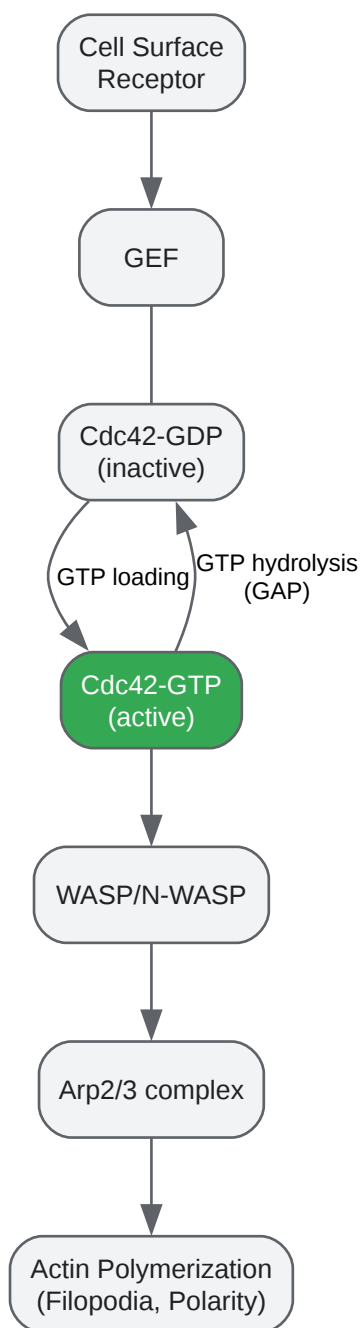 Cell Surface
Receptor
GEF
Cdc42-GDP
(inactive)
GTP loading
GTP hydrolysis
(GAP)
Cdc42-GTP
(active)
WASP/N-WASP
Arp2/3 complex
Actin Polymerization
(Filopodia, Polarity)